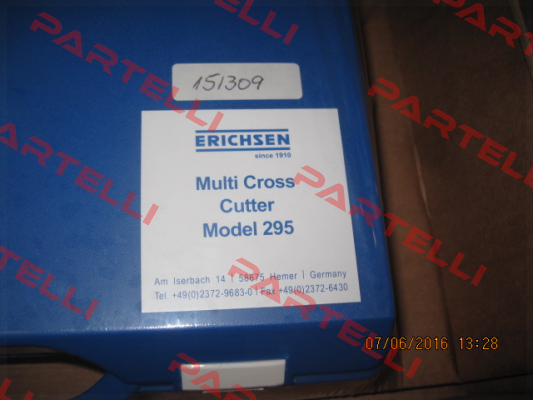 PARTELLI
PARTELLI
151309
ERICHSEN
since 1910
Multi Cross
Cutter
Model 295
Am Iserbach 14 | 58675 Hemer | Germany
Tel. +49(0)2372-9683-0 | Fax +49(0)2372-6430
PARTELLI
PARTELLI
PARTELLI
07/06/2016 13:28